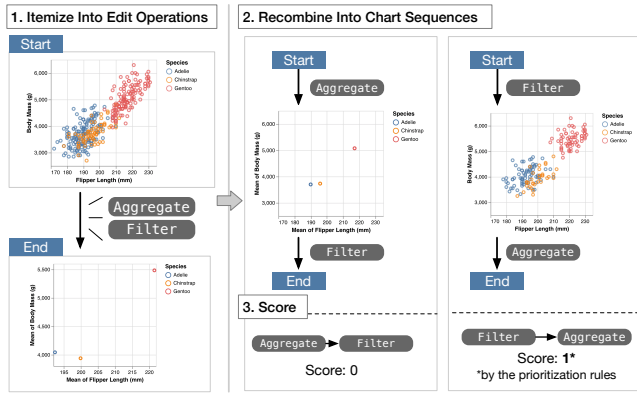 1. Itemize Into Edit Operations
Start
Species
Adelie
Chinstrap
Gentoo
6,000
5,000
4,000
3,000
Body Mass (g)
170 180 190 200 210 220 230
Flipper Length (mm)
Aggregate
Filter
End
Species
Adelie
Chinstrap
Gentoo
5,500
5,000
4,500
4,000
Mean of Body Mass (g)
195 200 205 210 215 220
Mean of Flipper Length (mm)
2. Recombine Into Chart Sequences
Start
Aggregate
Species
Adelie
Chinstrap
Gentoo
6,000
5,000
4,000
3,000
Mean of Body Mass (g)
170 180 190 200 210 220 230
Mean of Flipper Length (mm)
Filter
End
Start
Filter
Species
Adelie
Chinstrap
Gentoo
6,000
5,000
4,000
3,000
Body Mass (g)
170 180 190 200 210 220 230
Flipper Length (mm)
Aggregate
End
3. Score
Aggregate Filter
Score: 0
Filter Aggregate
Score: 1*
*by the prioritization rules